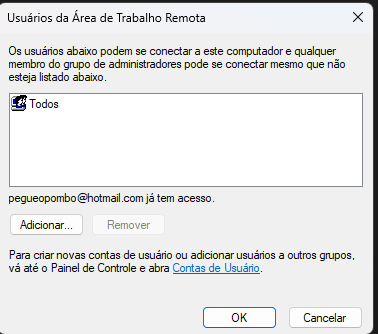 Usuários da Área de Trabalho Remota
Os usuários abaixo podem se conectar a este computador e qualquer
membro do grupo de administradores pode se conectar mesmo que não
esteja listado abaixo.
Todos
pegueopombo@hotmail.com já tem acesso.
Adicionar...
Remover
Para criar novas contas de usuário ou adicionar usuários a outros grupos,
vá até o Painel de Controle e abra Contas de Usuário.
OK
Cancelar